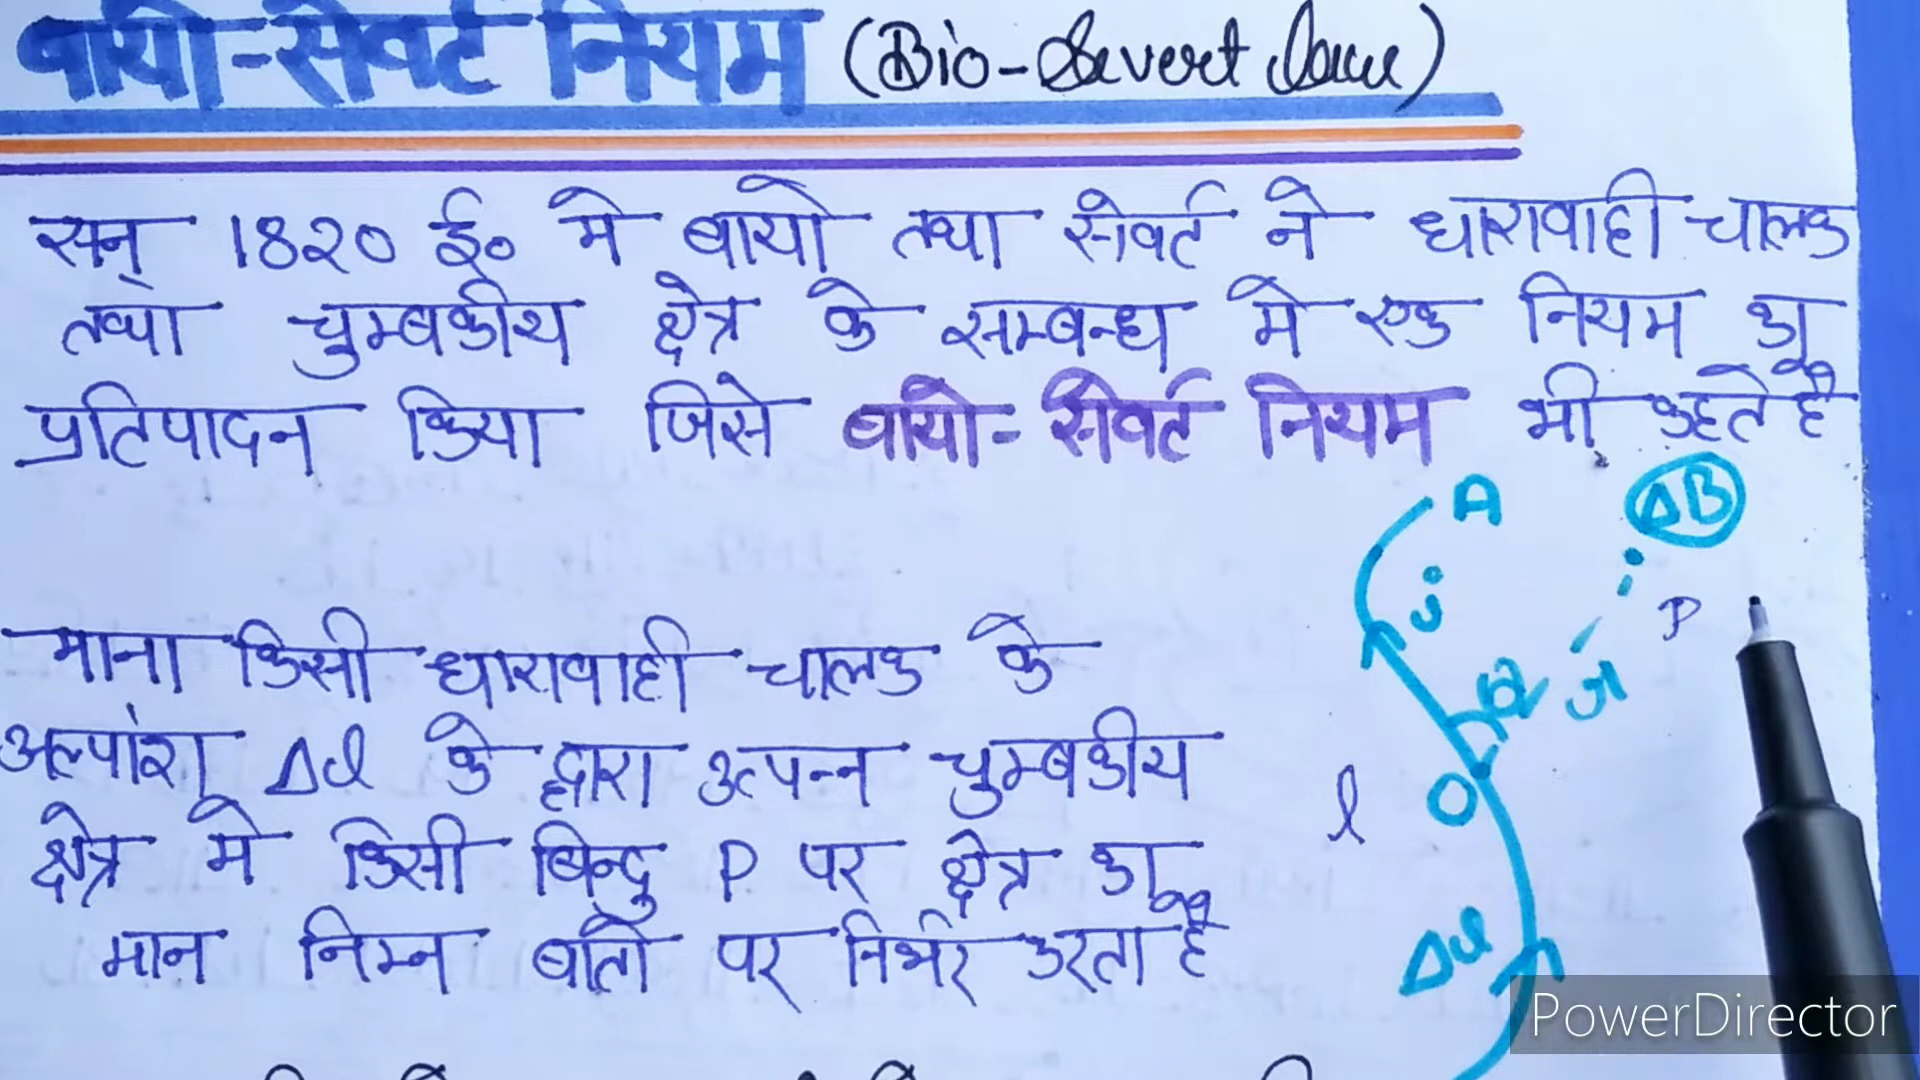 बायो-सेवर्ट नियम (Bio-Savert Law)
सन् 18२० ई० मे बायो तथा सेवर्ट ने धारावाही चालक
तथा चुम्बकीय क्षेत्र के सम्बन्ध मे एक नियम का
प्रतिपादन किया जिसे बायो-सेवर्ट नियम भी कहते है
A ΔB
i
P
माना किसी धारावाही चालक के
θ r
अल्पांश Δl के द्वारा उत्पन्न चुम्बकीय
l O
क्षेत्र मे किसी बिन्दु P पर क्षेत्र का
मान निम्न बातो पर निर्भर करता है
Δl
PowerDirector